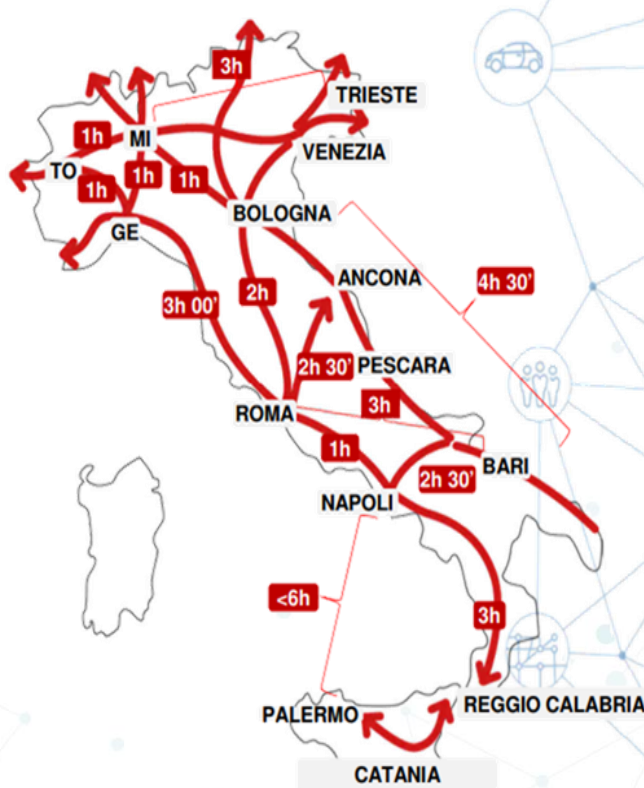 3h
TRIESTE
1h
MI
VENEZIA
TO
1h
1h
1h
BOLOGNA
GE
ANCONA
4h 30'
3h 00'
2h
2h 30'
PESCARA
3h
ROMA
1h
BARI
2h 30'
NAPOLI
<6h
3h
REGGIO CALABRIA
PALERMO
CATANIA